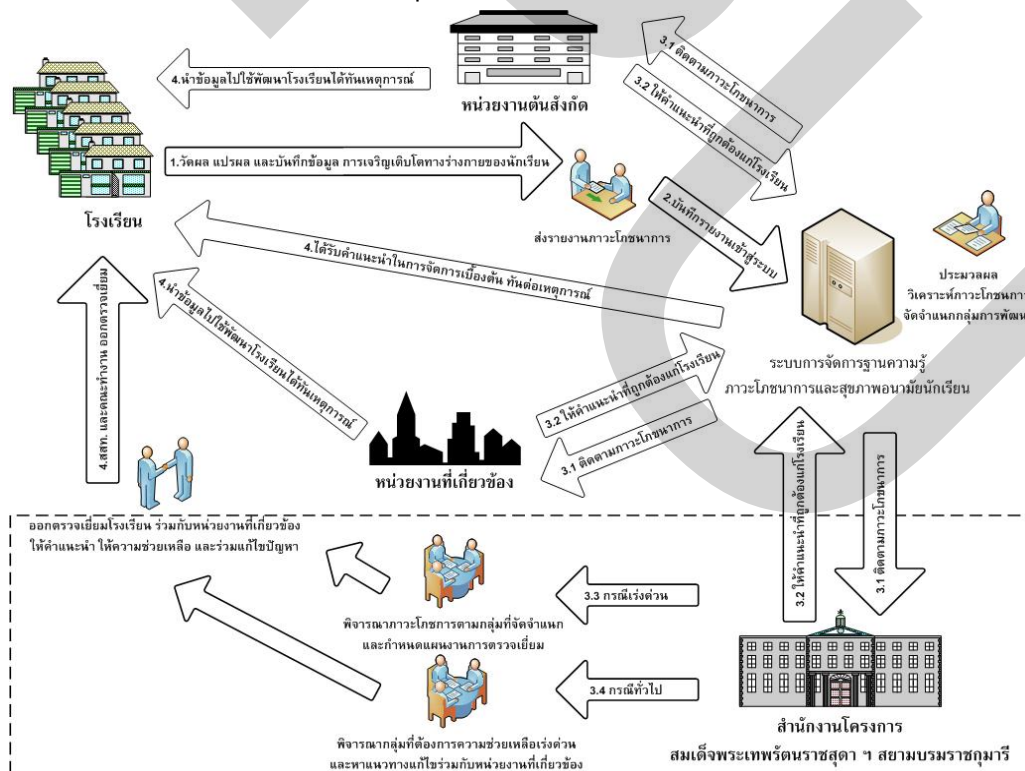 4.นำข้อมูลไปใช้พัฒนาโรงเรียนได้ทันเหตุการณ์
หน่วยงานต้นสังกัด
3.1 ติดตามภาวะโภชนาการ
3.2 ให้คำแนะนำที่ถูกต้องแก่โรงเรียน
1.วัดผล แปรผล และบันทึกข้อมูล การเจริญเติบโตทางร่างกายของนักเรียน
โรงเรียน
ส่งรายงานภาวะโภชนาการ
2.บันทึกรายงานเข้าสู่ระบบ
4.ได้รับคำแนะนำในการจัดการเบื้องต้น ทันต่อเหตุการณ์
ประมวลผล
วิเคราะห์ภาวะโภชนกา
จัดจำแนกกลุ่มการพัฒน
ระบบการจัดการฐานความรู้
ภาวะโภชนาการและสุขภาพอนามัยนักเรียน
4.สสท. และคณะทำงาน ออกตรวจเยี่ยม
4.นำข้อมูลไปใช้พัฒนาโรงเรียนได้ทันเหตุการณ์
3.2 ให้คำแนะนำที่ถูกต้องแก่โรงเรียน
3.1 ติดตามภาวะโภชนาการ
หน่วยงานที่เกี่ยวข้อง
3.2 ให้คำแนะนำที่ถูกต้องแก่โรงเรียน
3.1 ติดตามภาวะโภชนาการ
ออกตรวจเยี่ยมโรงเรียน ร่วมกับหน่วยงานที่เกี่ยวข้อง
ให้คำแนะนำ ให้ความช่วยเหลือ และร่วมแก้ไขปัญหา
3.3 กรณีเร่งด่วน
พิจารณาภาวะโภชการตามกลุ่มที่จัดจำแนก
และกำหนดแผนงานการตรวจเยี่ยม
3.4 กรณีทั่วไป
พิจารณากลุ่มที่ต้องการความช่วยเหลือเร่งด่วน
และหาแนวทางแก้ไขร่วมกับหน่วยงานที่เกี่ยวข้อง
สำนักงานโครงการ
สมเด็จพระเทพรัตนราชสุดา ฯ สยามบรมราชกุมารี